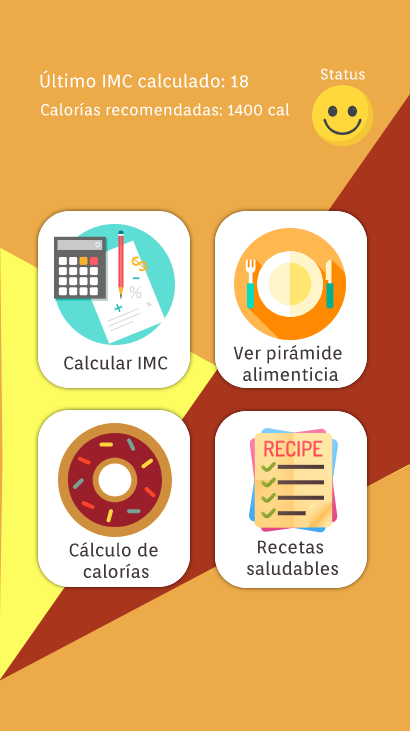 Último IMC calculado: 18
Status
Calorías recomendadas: 1400 cal
0
%
Calcular IMC
Ver pirámide
alimenticia
RECIPE
Cálculo de
calorías
Recetas
saludables